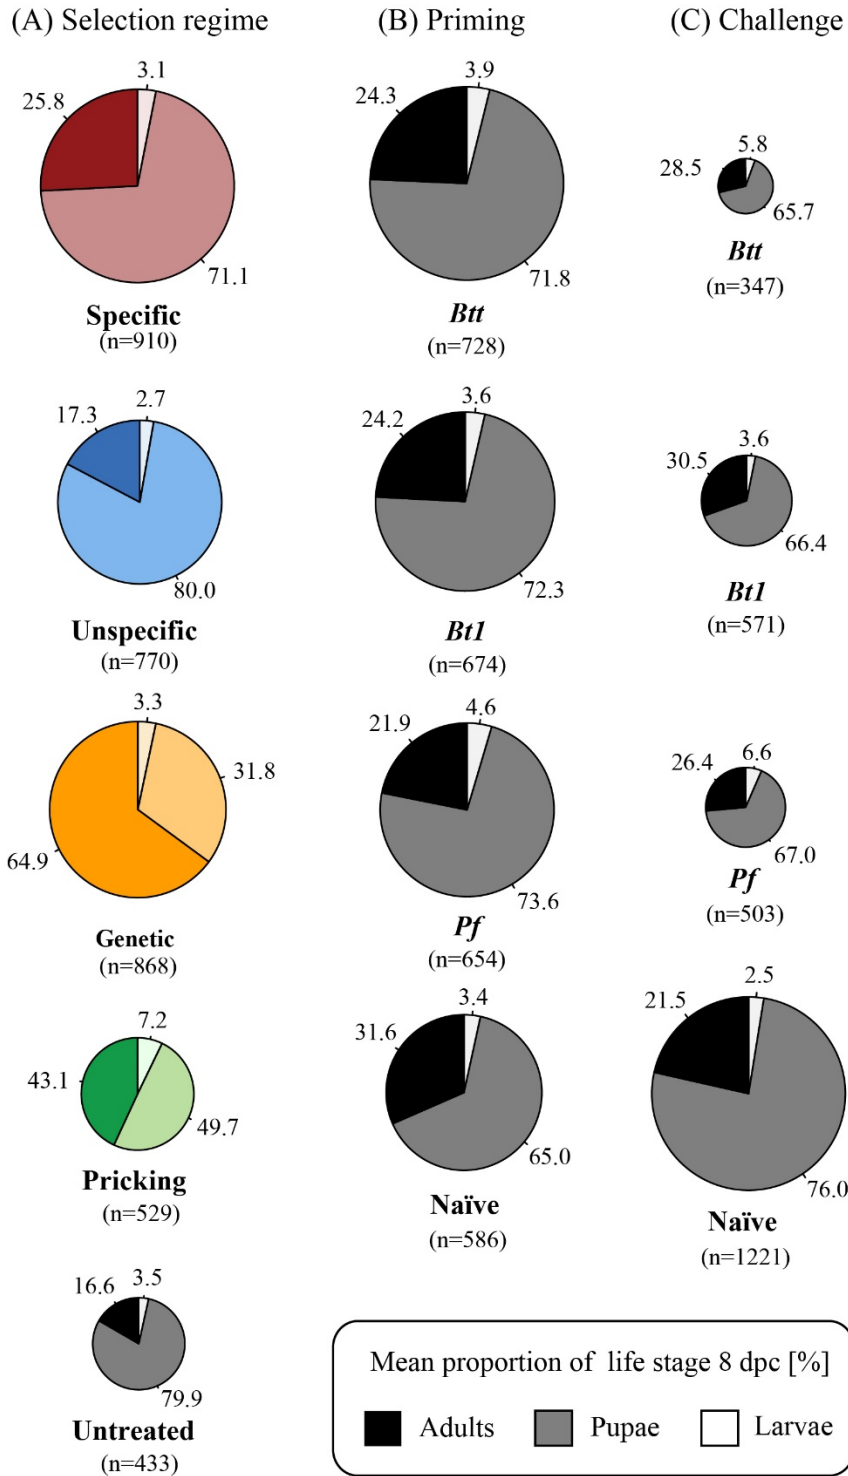 (A) Selection regime
(B) Priming
(C) Challenge
3.1
25.8
71.1
Specific
(n=910)
2.7
17.3
80.0
Unspecific
(n=770)
3.3
31.8
64.9
Genetic
(n=868)
7.2
43.1
49.7
Pricking
(n=529)
3.5
16.6
79.9
Untreated
(n=433)
3.9
24.3
71.8
Btt
(n=728)
3.6
24.2
72.3
Bt1
(n=674)
4.6
21.9
73.6
Pf
(n=654)
3.4
31.6
65.0
Naïve
(n=586)
5.8
28.5
65.7
Btt
(n=347)
3.6
30.5
66.4
Bt1
(n=571)
6.6
26.4
67.0
Pf
(n=503)
2.5
21.5
76.0
Naïve
(n=1221)
Mean proportion of life stage 8 dpc [%]
Adults
Pupae
Larvae